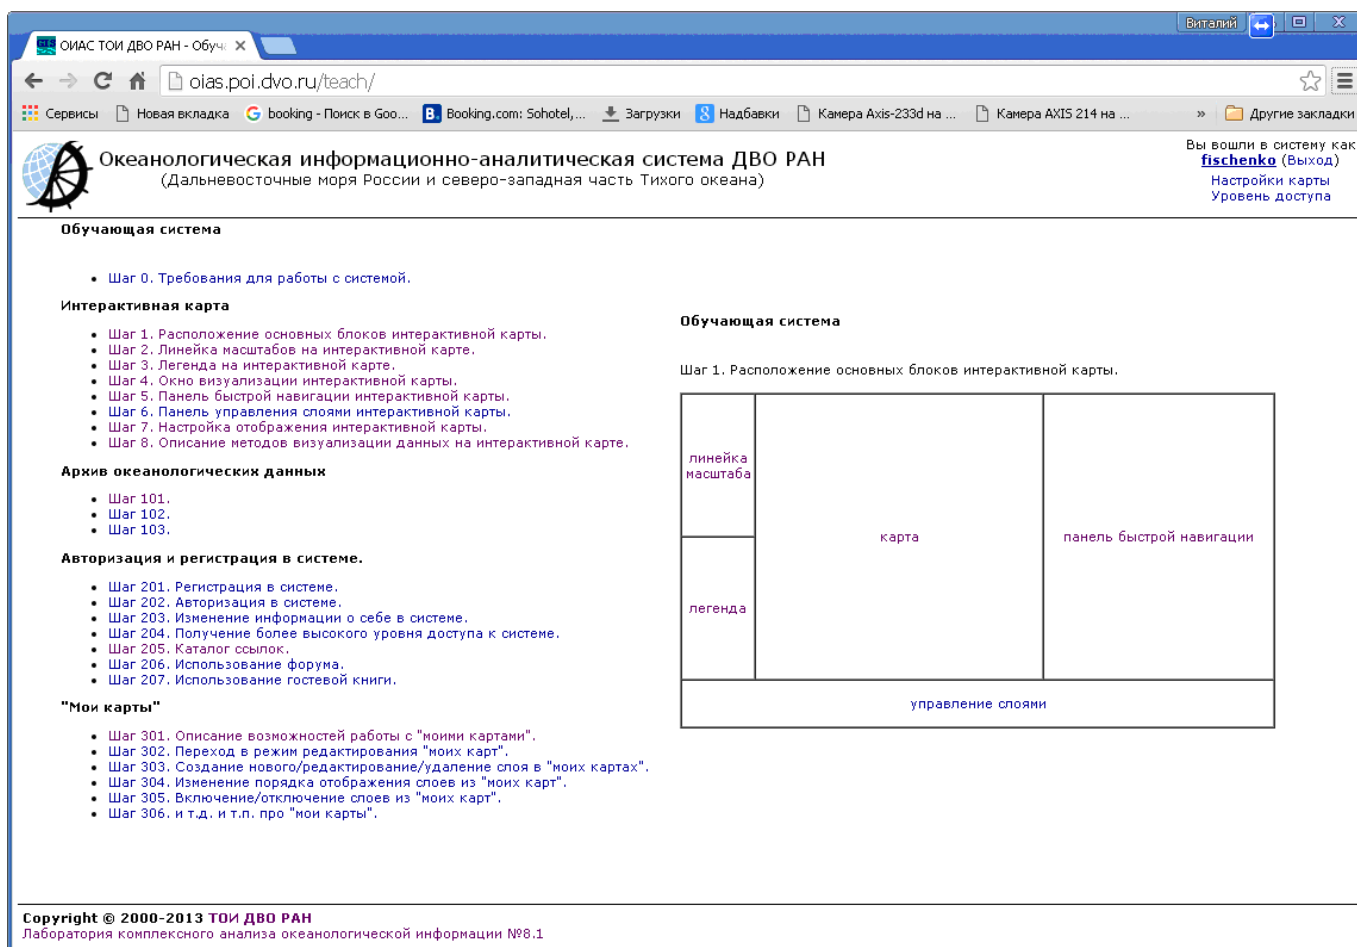 Виталий
ОИАС ТОИ ДВО РАН - Обуч
oias.poi.dvo.ru/teach/
Сервисы Новая вкладка booking - Поиск в Goo... Booking.com: Sohotel,... Загрузки Надбавки Камера Axis-233d на ... Камера AXIS 214 на ... » Другие закладки
Океанологическая информационно-аналитическая система ДВО РАН
(Дальневосточные моря России и северо-западная часть Тихого океана)
Вы вошли в систему как
fischenko (Выход)
Настройки карты
Уровень доступа
Обучающая система
Шаг 0. Требования для работы с системой.
Интерактивная карта
Шаг 1. Расположение основных блоков интерактивной карты.
Шаг 2. Линейка масштабов на интерактивной карте.
Шаг 3. Легенда на интерактивной карте.
Шаг 4. Окно визуализации интерактивной карты.
Шаг 5. Панель быстрой навигации интерактивной карты.
Шаг 6. Панель управления слоями интерактивной карты.
Шаг 7. Настройка отображения интерактивной карты.
Шаг 8. Описание методов визуализации данных на интерактивной карте.
Архив океанологических данных
Шаг 101.
Шаг 102.
Шаг 103.
Авторизация и регистрация в системе.
Шаг 201. Регистрация в системе.
Шаг 202. Авторизация в системе.
Шаг 203. Изменение информации о себе в системе.
Шаг 204. Получение более высокого уровня доступа к системе.
Шаг 205. Каталог ссылок.
Шаг 206. Использование форума.
Шаг 207. Использование гостевой книги.
"Мои карты"
Шаг 301. Описание возможностей работы с "моими картами".
Шаг 302. Переход в режим редактирования "моих карт".
Шаг 303. Создание нового/редактирование/удаление слоя в "моих картах".
Шаг 304. Изменение порядка отображения слоев из "моих карт".
Шаг 305. Включение/отключение слоев из "моих карт".
Шаг 306. и т.д. и т.п. про "мои карты".
Обучающая система
Шаг 1. Расположение основных блоков интерактивной карты.
линейка
масштаба
карта
панель быстрой навигации
легенда
управление слоями
Copyright © 2000-2013 ТОИ ДВО РАН
Лаборатория комплексного анализа океанологической информации №8.1